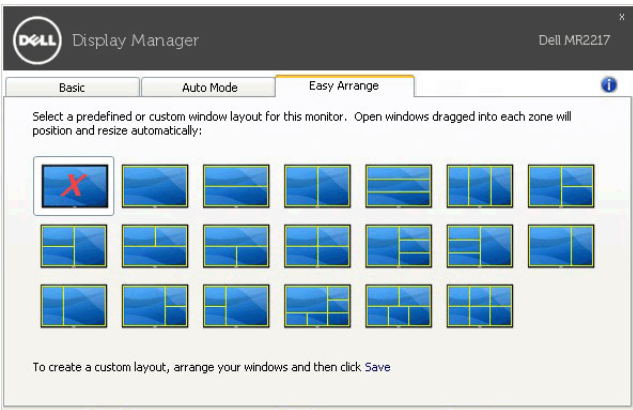 x
DELL Display Manager Dell MR2217
Basic Auto Mode Easy Arrange i
Select a predefined or custom window layout for this monitor. Open windows dragged into each zone will
position and resize automatically:
To create a custom layout, arrange your windows and then click Save